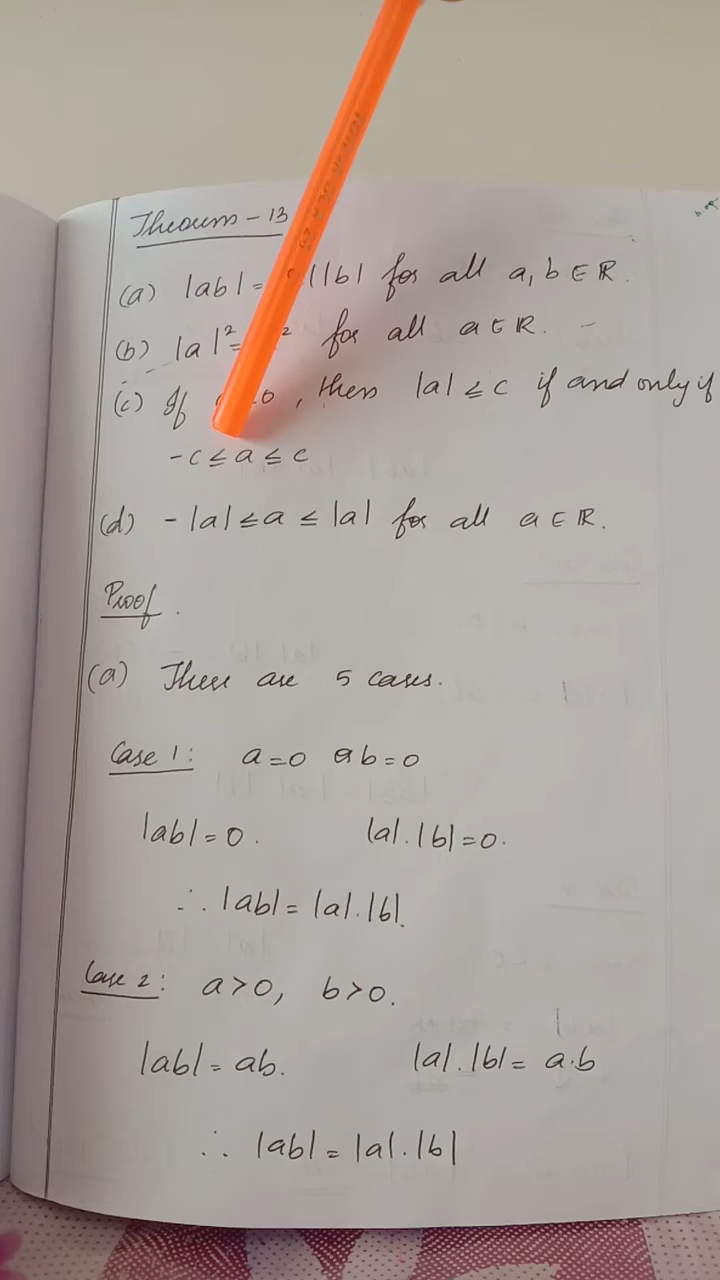 Theorem - 13
(a) |ab| = |b| for all a, b ∈ ℝ.
(b) |a|² = ² for all a ∈ ℝ. -
(c) If 0, then |a| ≤ c if and only if
-c ≤ a ≤ c
(d) - |a| ≤ a ≤ |a| for all a ∈ ℝ.
Proof.
(a) There are 5 cases.
Case 1: a = 0 ab = 0
|ab| = 0. |a|.|b| = 0.
∴ |ab| = |a|.|b|.
Case 2: a > 0, b > 0.
|ab| = ab. |a|.|b| = a.b
∴ |ab| = |a|.|b|